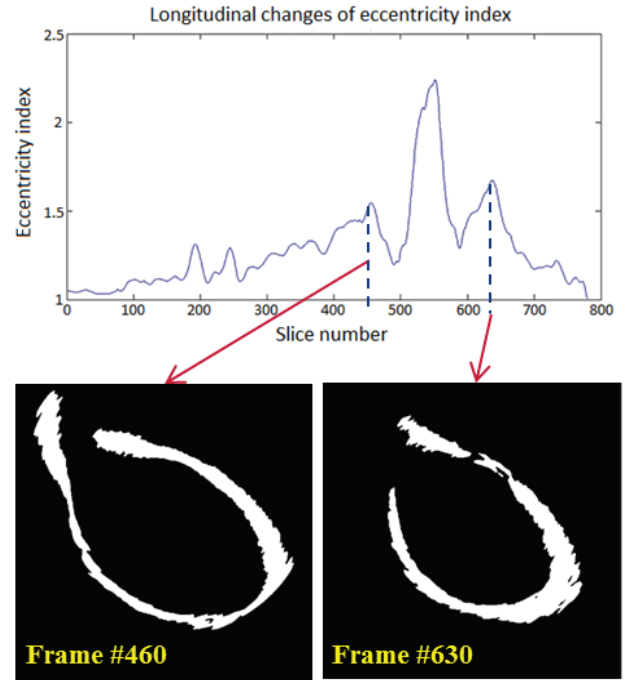 Longitudinal changes of eccentricity index
2.5
2
1.5
1
Eccentricity index
0 100 200 300 400 500 600 700 800
Slice number
Frame #460
Frame #630